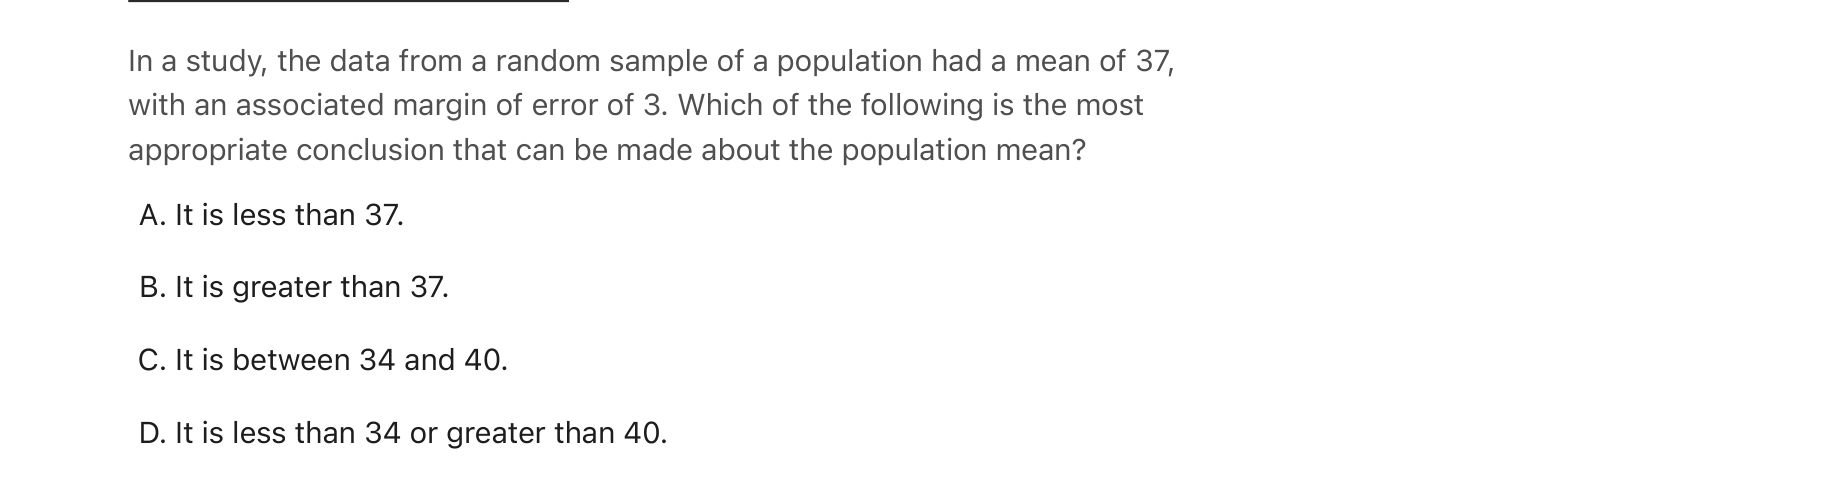 In a study, the data from a random sample of a population had a mean of 37,
with an associated margin of error of 3. Which of the following is the most
appropriate conclusion that can be made about the population mean?
A. It is less than 37.
B. It is greater than 37.
C. It is between 34 and 40.
D. It is less than 34 or greater than 40.